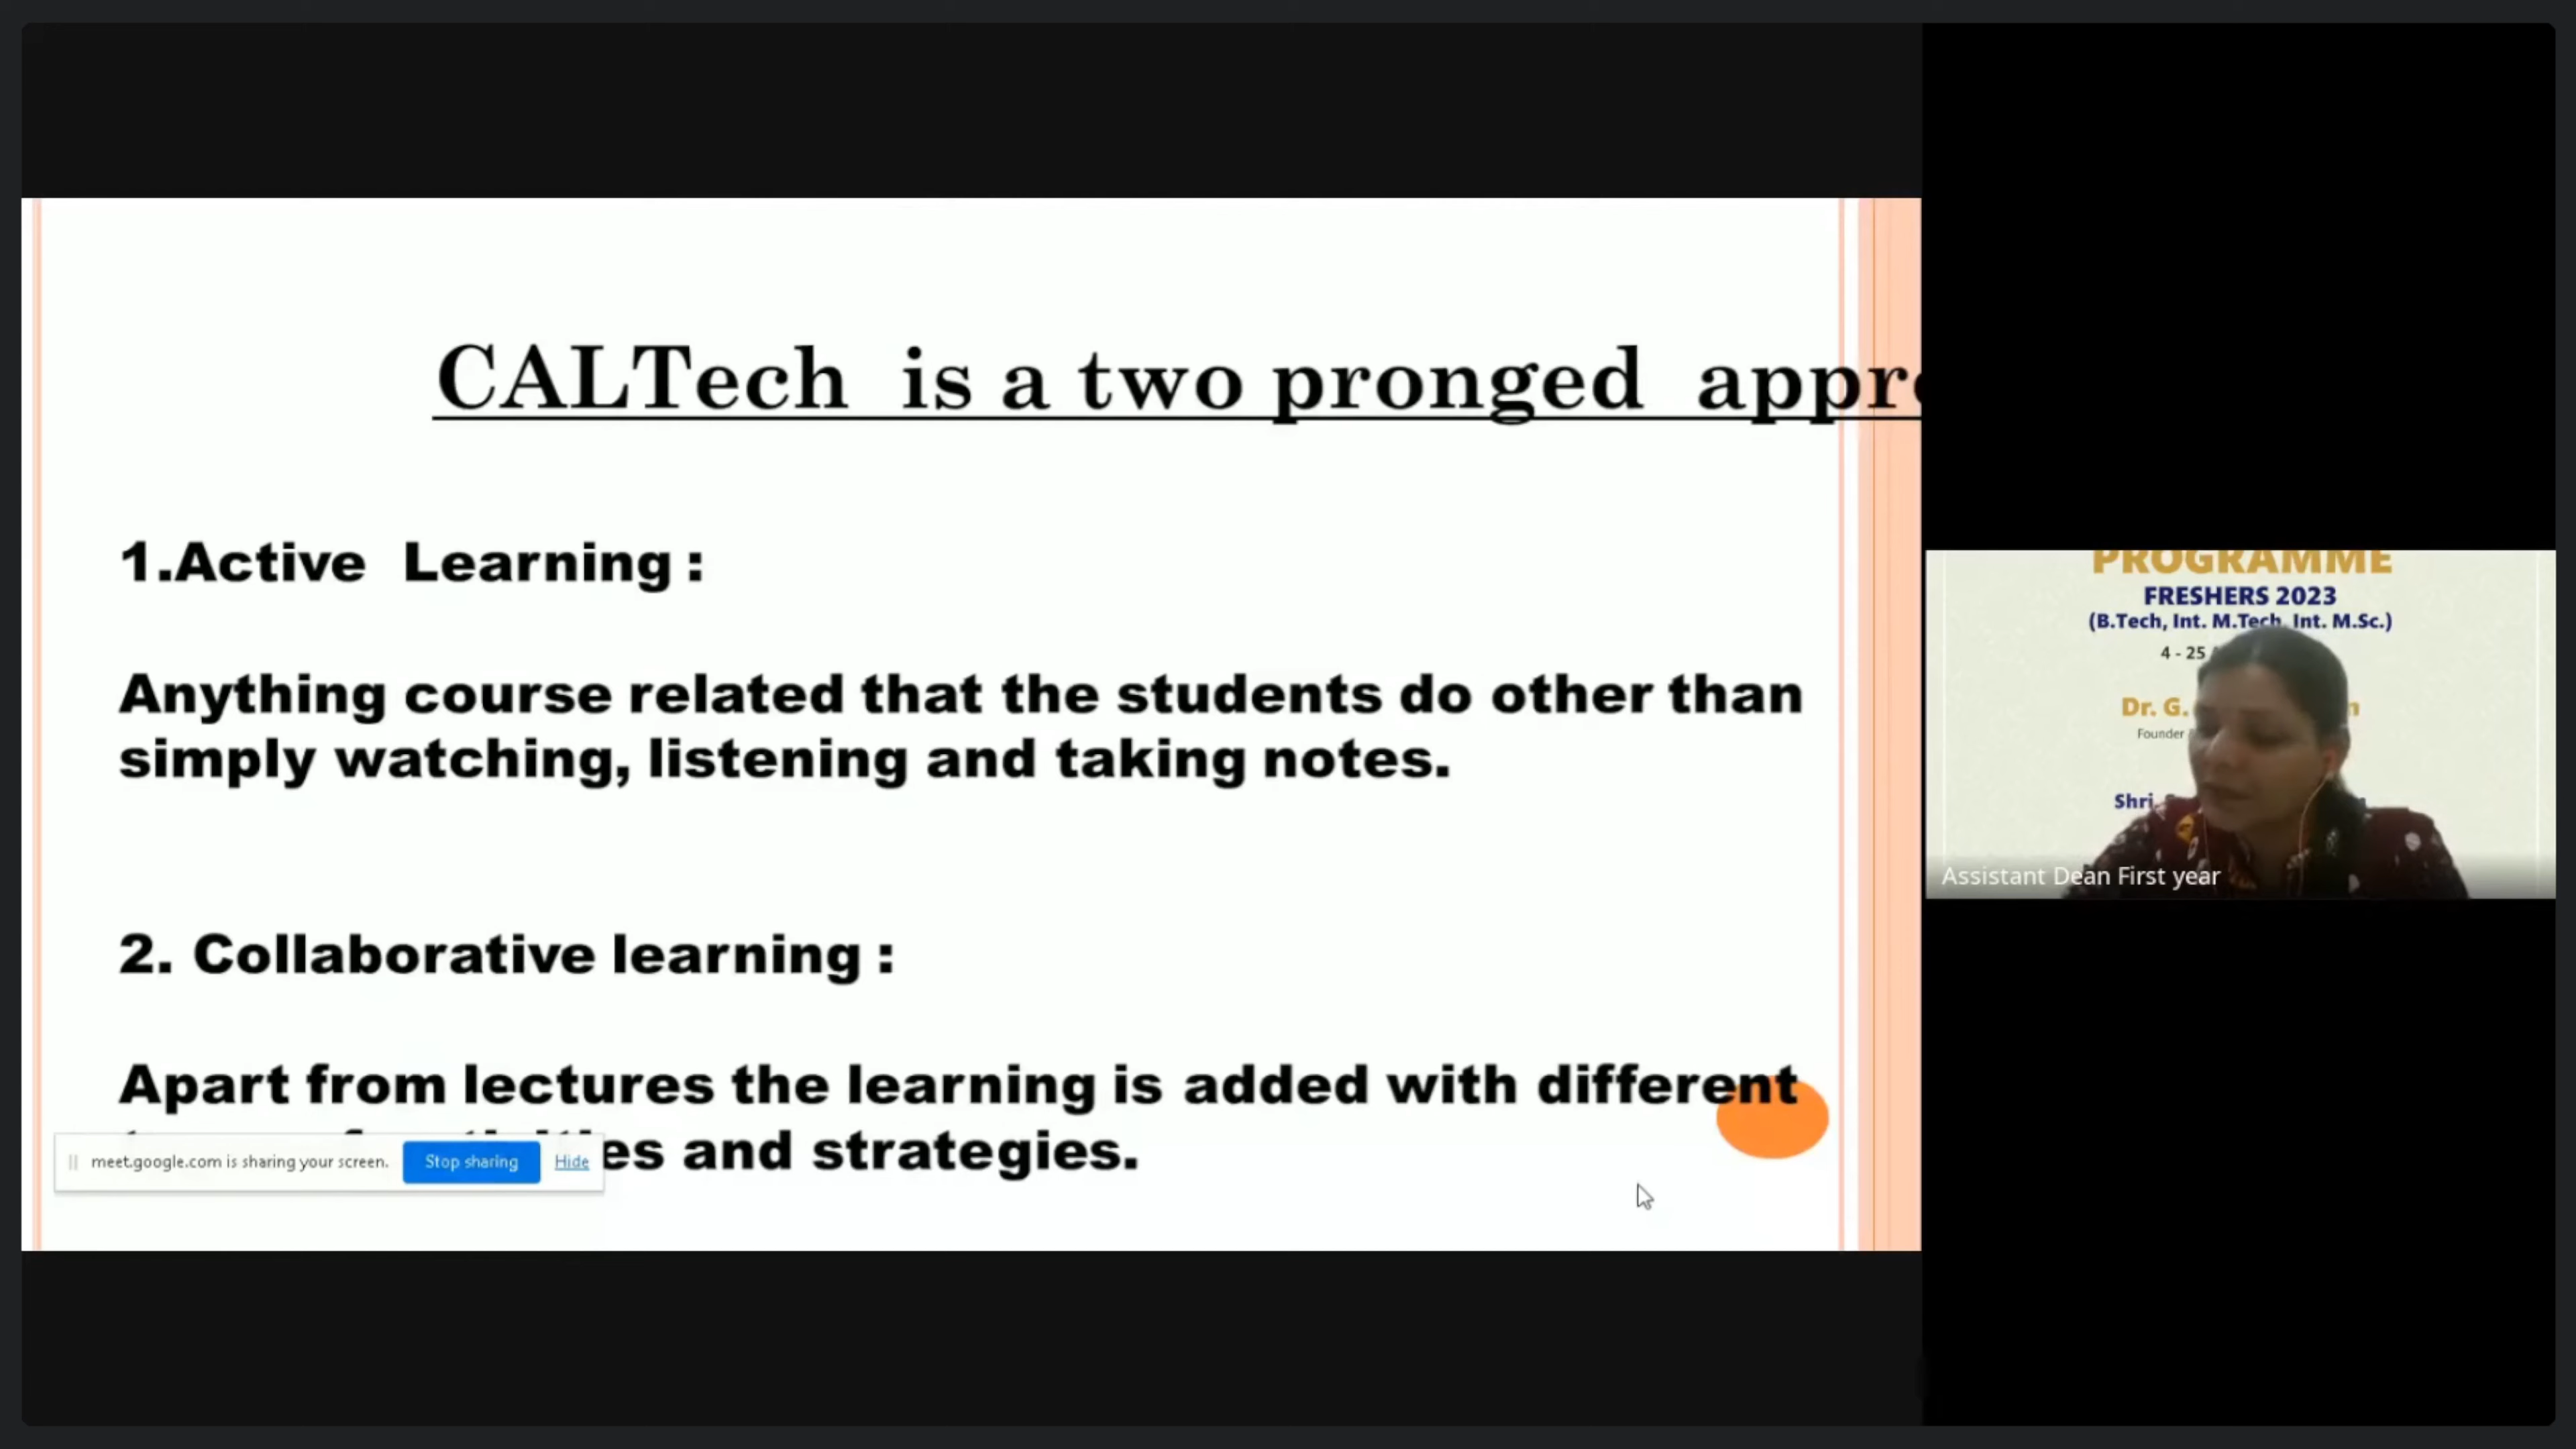 CALTech is a two pronged appr
1.Active Learning :
Anything course related that the students do other than
simply watching, listening and taking notes.
2. Collaborative learning :
Apart from lectures the learning is added with different
and strategies.
meet.google.com is sharing your screen. Stop sharing Hide
PROGRAMME
FRESHERS 2023
(B.Tech, Int. M.Tech, Int. M.Sc.)
4 - 25
Dr. G.
Founder
Shri.
Assistant Dean First year